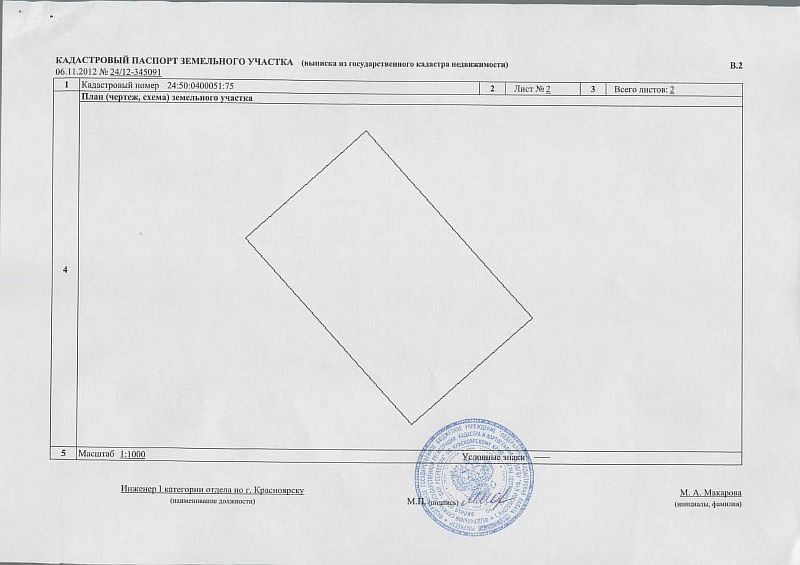 КАДАСТРОВЫЙ ПАСПОРТ ЗЕМЕЛЬНОГО УЧАСТКА (выписка из государственного кадастра недвижимости)
В.2
06.11.2012 № 24/12-345091
1 Кадастровый номер 24:50:0400051:75 2 Лист № 2 3 Всего листов: 2
План (чертеж, схема) земельного участка
4
5 Масштаб 1:1000 Условные знаки:
Инженер I категории отдела по г. Красноярску
(наименование должности)
М.П. (подпись)
М. А. Макарова
(инициалы, фамилия)